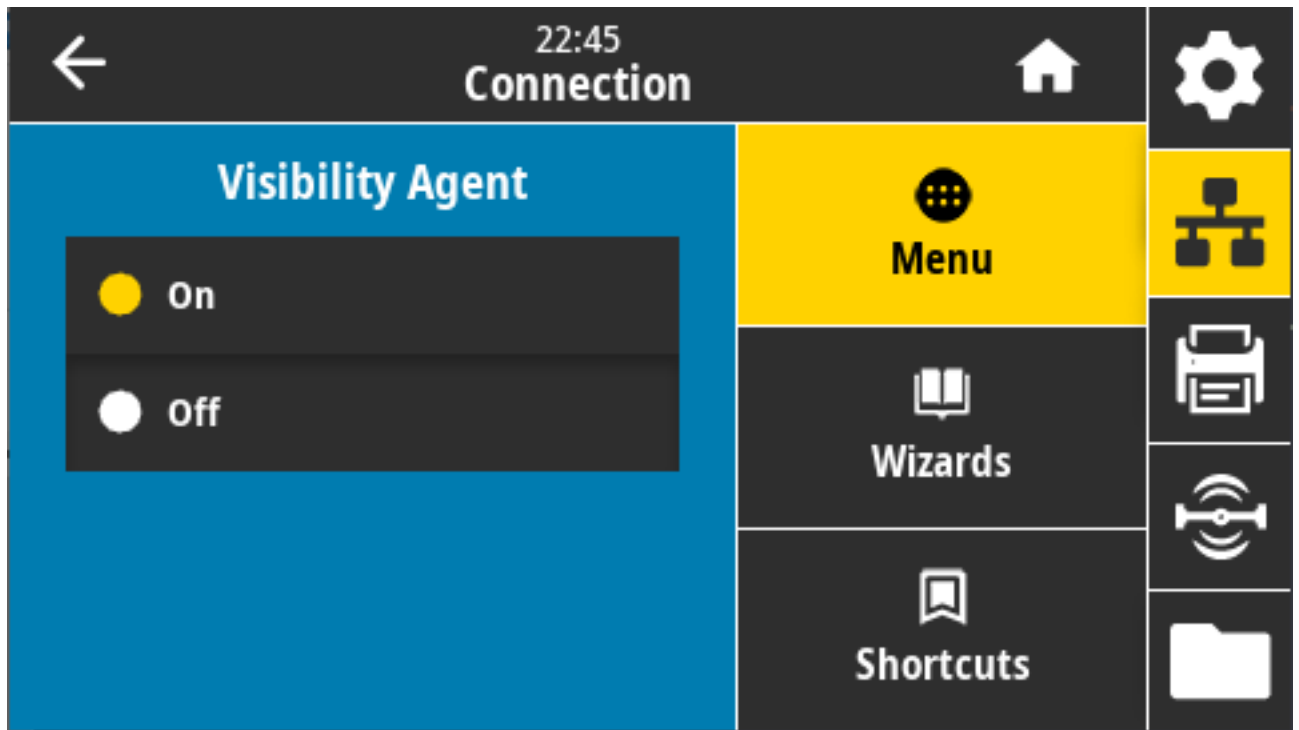 22:45
Connection
Visibility Agent
On
Off
Menu
Wizards
Shortcuts